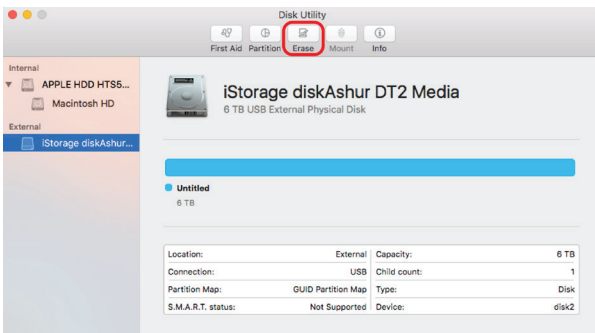 Disk Utility
First Aid Partition Erase Mount Info
Internal
APPLE HDD HTS5...
Macintosh HD
External
iStorage diskAshur...
iStorage diskAshur DT2 Media
6 TB USB External Physical Disk
Untitled
6 TB
Location: External Capacity: 6 TB
Connection: USB Child count: 1
Partition Map: GUID Partition Map Type: Disk
S.M.A.R.T. status: Not Supported Device: disk2